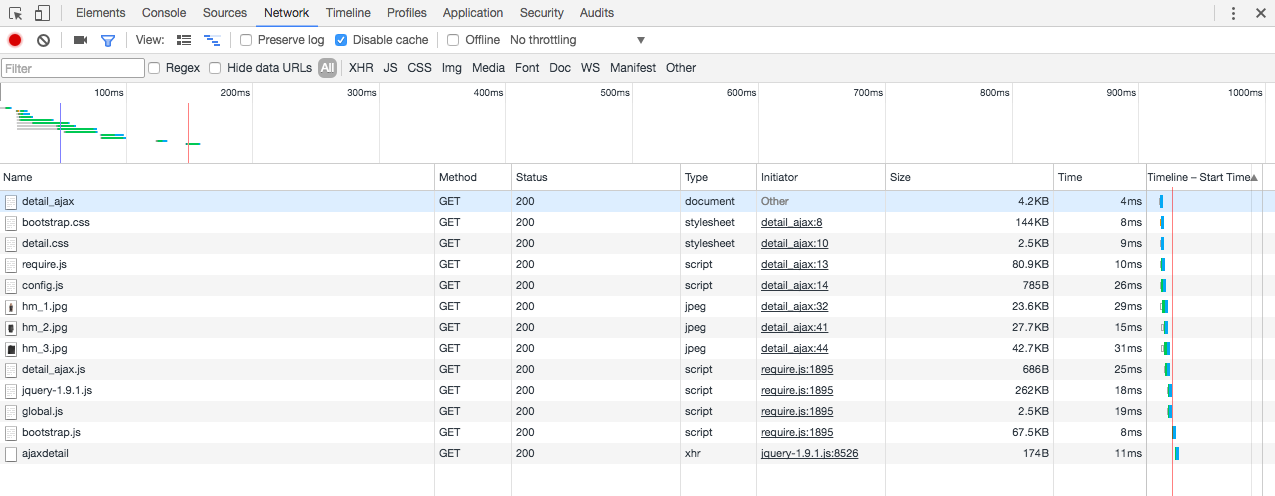 Elements Console Sources Network Timeline Profiles Application Security Audits
View: Preserve log Disable cache Offline No throttling
Filter Regex Hide data URLs All XHR JS CSS Img Media Font Doc WS Manifest Other
100ms 200ms 300ms 400ms 500ms 600ms 700ms 800ms 900ms 1000ms
Name Method Status Type Initiator Size Time Timeline – Start Time
detail_ajax GET 200 document Other 4.2KB 4ms
bootstrap.css GET 200 stylesheet detail_ajax:8 144KB 8ms
detail.css GET 200 stylesheet detail_ajax:10 2.5KB 9ms
require.js GET 200 script detail_ajax:13 80.9KB 10ms
config.js GET 200 script detail_ajax:14 785B 26ms
hm_1.jpg GET 200 jpeg detail_ajax:32 23.6KB 29ms
hm_2.jpg GET 200 jpeg detail_ajax:41 27.7KB 15ms
hm_3.jpg GET 200 jpeg detail_ajax:44 42.7KB 31ms
detail_ajax.js GET 200 script require.js:1895 686B 25ms
jquery-1.9.1.js GET 200 script require.js:1895 262KB 18ms
global.js GET 200 script require.js:1895 2.5KB 19ms
bootstrap.js GET 200 script require.js:1895 67.5KB 8ms
ajaxdetail GET 200 xhr jquery-1.9.1.js:8526 174B 11ms